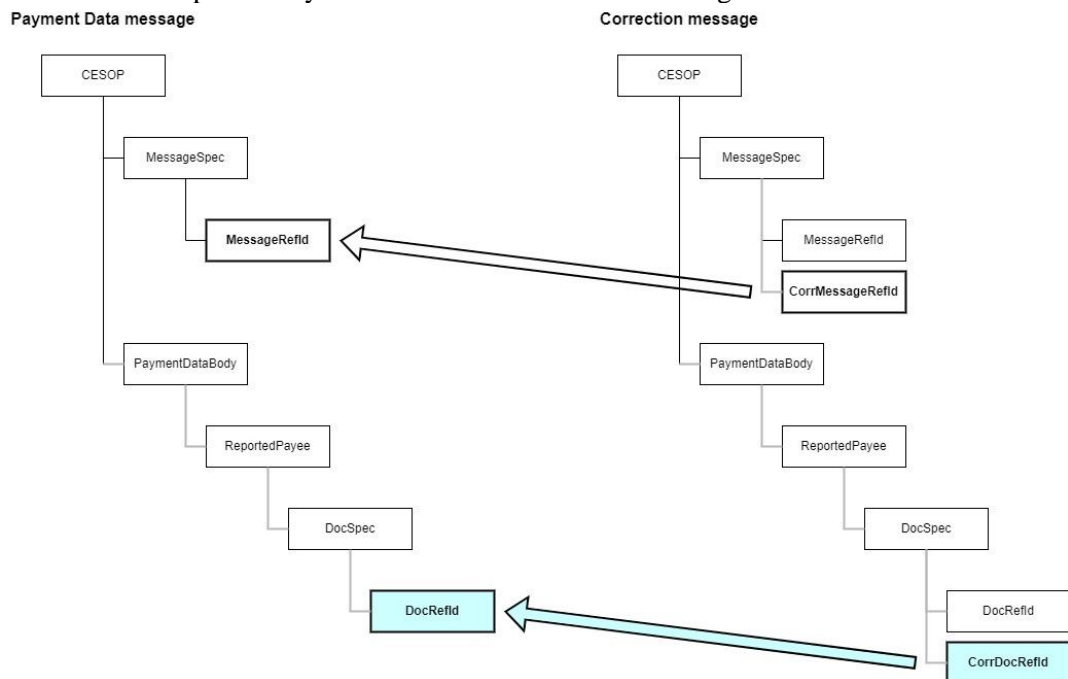 Payment Data message
Correction message
CESOP
CESOP
MessageSpec
MessageSpec
MessageRefId
MessageRefId
CorrMessageRefId
PaymentDataBody
PaymentDataBody
ReportedPayee
ReportedPayee
DocSpec
DocSpec
DocRefId
DocRefId
CorrDocRefId